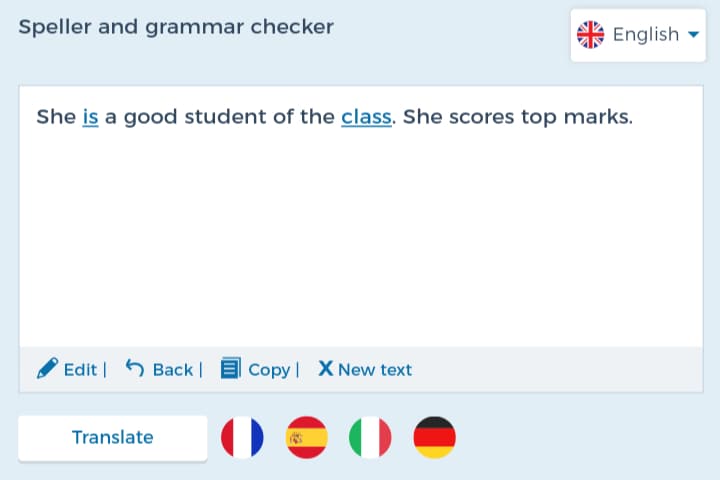 Speller and grammar checker
English
She is a good student of the class. She scores top marks.
Edit | Back | Copy | X New text
Translate